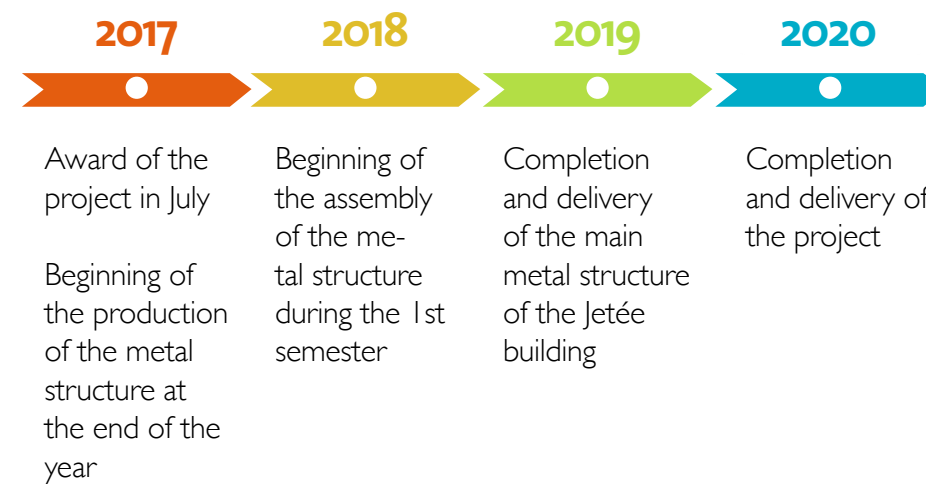 2017
Award of the
project in July
Beginning of
the production
of the metal
structure at
the end of the
year
2018
Beginning of
the assembly
of the me-
tal structure
during the 1st
semester
2019
Completion
and delivery
of the main
metal structure
of the Jetée
building
2020
Completion
and delivery of
the project